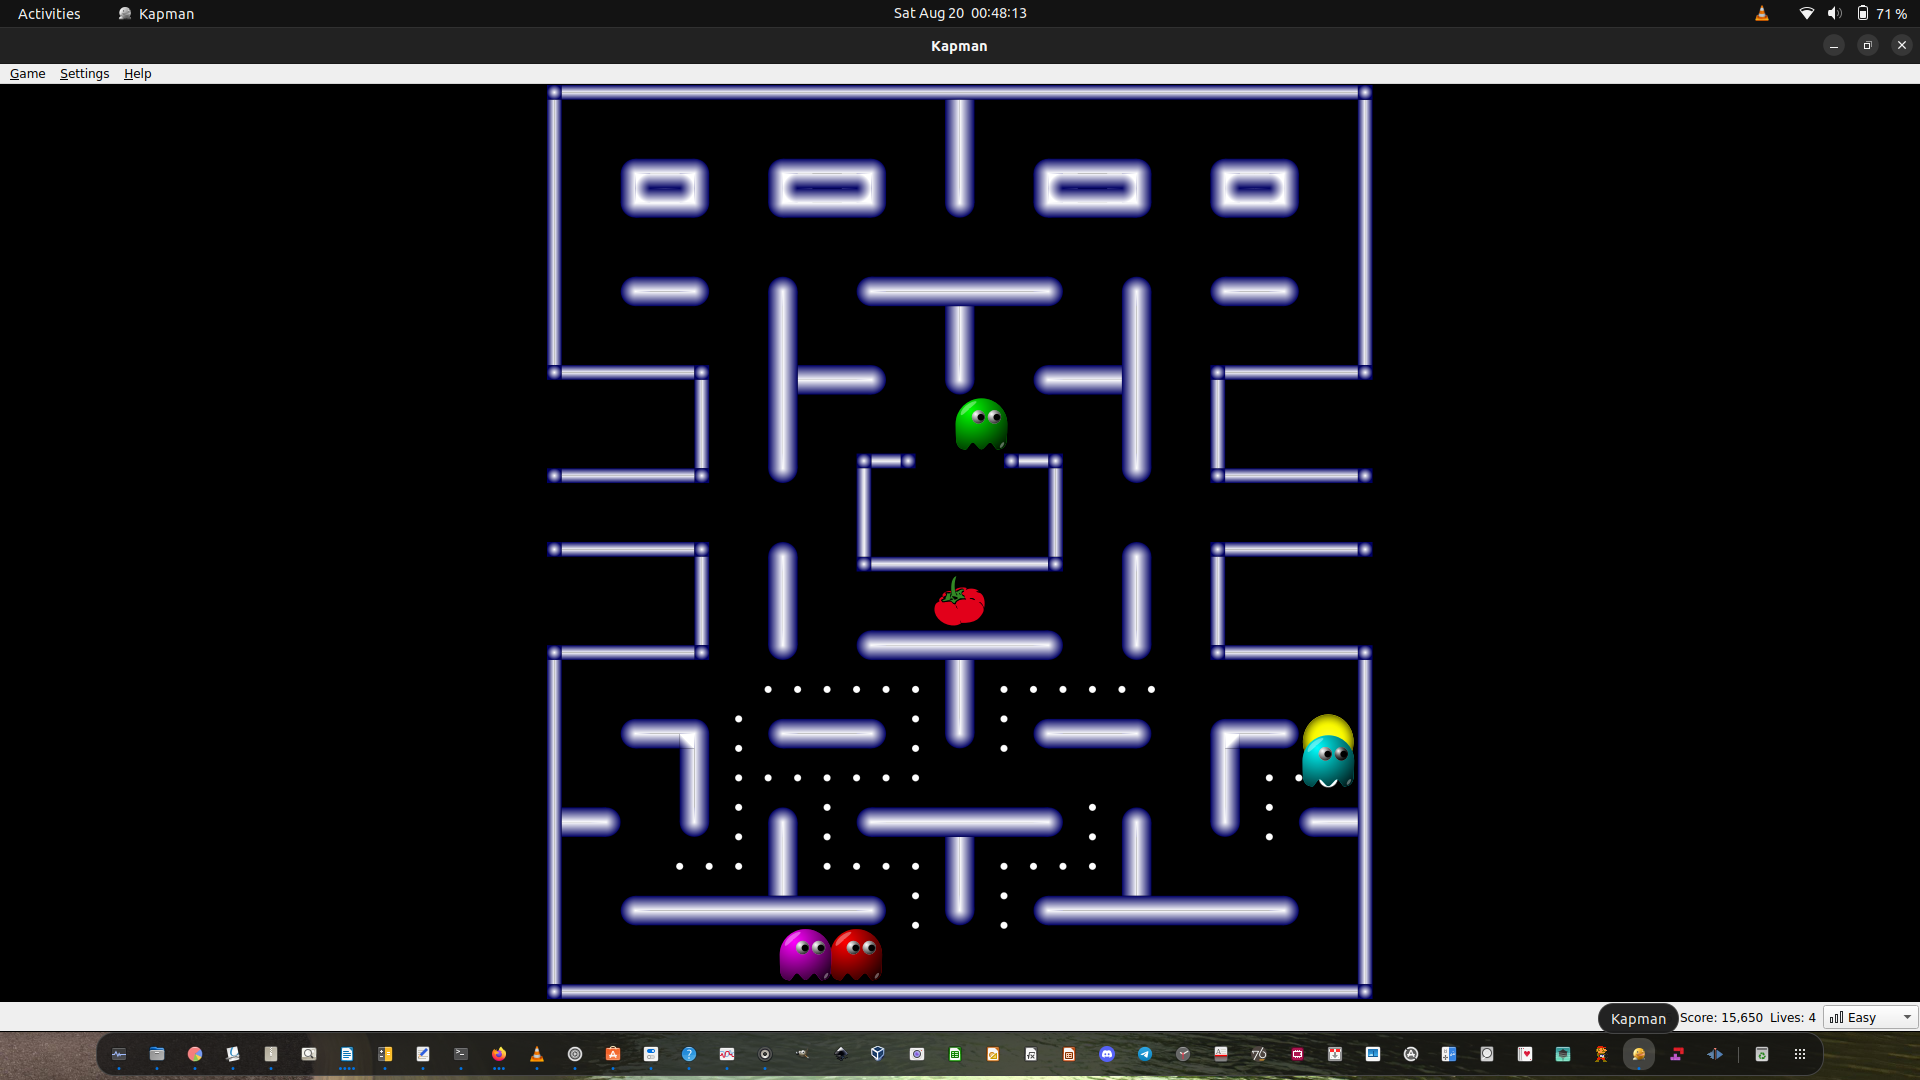 Activities Kapman Sat Aug 20 00:48:13 71 %
Kapman
Game Settings Help
Kapman Score: 15,650 Lives: 4 Easy